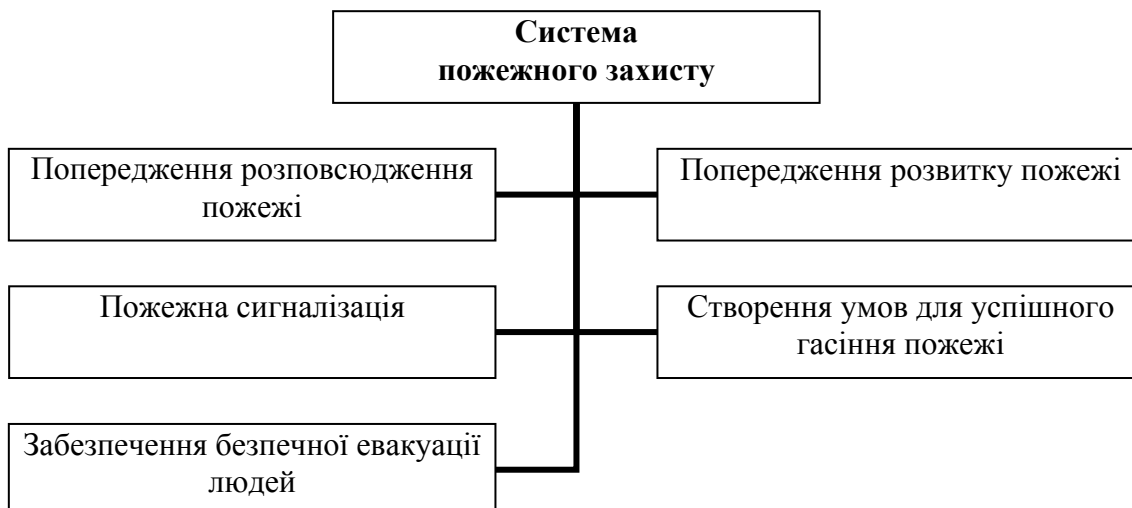 Система
пожежного захисту
Попередження розповсюдження
пожежі
Попередження розвитку пожежі
Пожежна сигналізація
Створення умов для успішного
гасіння пожежі
Забезпечення безпечної евакуації
людей